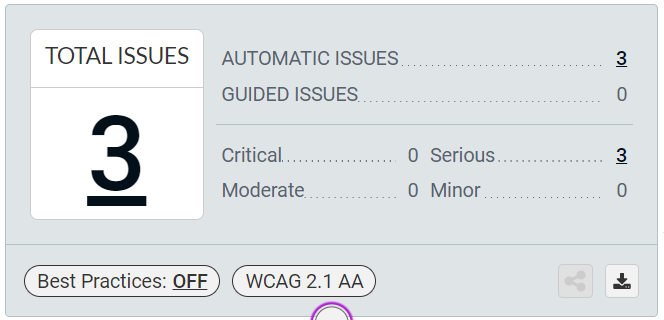 TOTAL ISSUES
3
AUTOMATIC ISSUES 3
GUIDED ISSUES 0
Critical 0 Serious 3
Moderate 0 Minor 0
Best Practices: OFF WCAG 2.1 AA